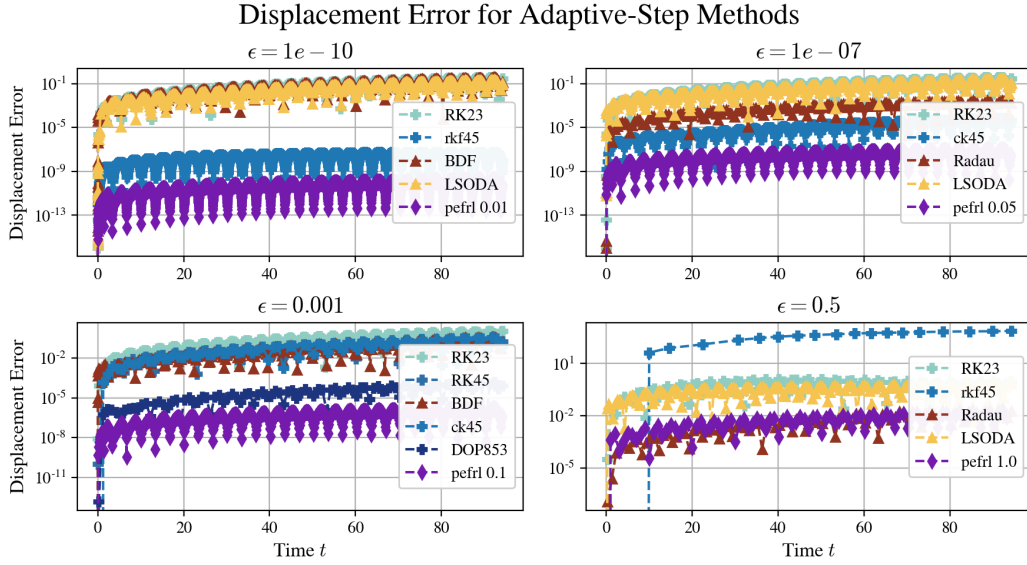 Displacement Error for Adaptive-Step Methods
ϵ = 1e − 10
Displacement Error
10⁻¹
10⁻⁵
10⁻⁹
10⁻¹³
0 20 40 60 80
RK23
rkf45
BDF
LSODA
pefrl 0.01
ϵ = 1e − 07
10⁻¹
10⁻⁵
10⁻⁹
10⁻¹³
0 20 40 60 80
RK23
ck45
Radau
LSODA
pefrl 0.05
ϵ = 0.001
Displacement Error
10⁻²
10⁻⁵
10⁻⁸
10⁻¹¹
0 20 40 60 80
Time t
RK23
RK45
BDF
ck45
DOP853
pefrl 0.1
ϵ = 0.5
10¹
10⁻²
10⁻⁵
0 20 40 60 80
Time t
RK23
rkf45
Radau
LSODA
pefrl 1.0